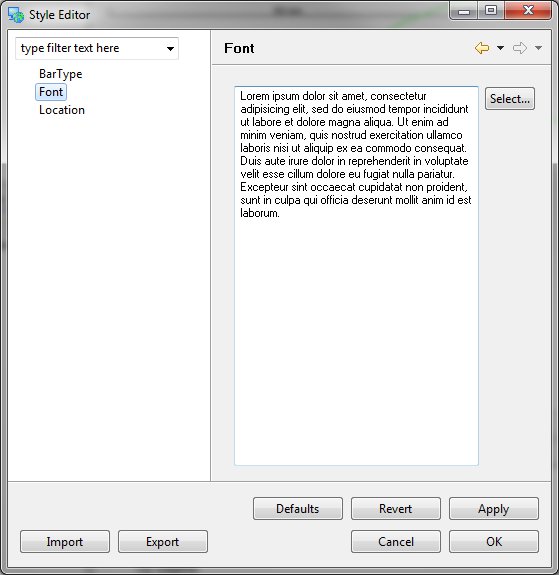 Style Editor
type filter text here
BarType
Font
Location
Font
Lorem ipsum dolor sit amet, consectetur
adipisicing elit, sed do eiusmod tempor incididunt
ut labore et dolore magna aliqua. Ut enim ad
minim veniam, quis nostrud exercitation ullamco
laboris nisi ut aliquip ex ea commodo consequat.
Duis aute irure dolor in reprehenderit in voluptate
velit esse cillum dolore eu fugiat nulla pariatur.
Excepteur sint occaecat cupidatat non proident,
sunt in culpa qui officia deserunt mollit anim id est
laborum.
Select...
Defaults
Revert
Apply
Import
Export
Cancel
OK